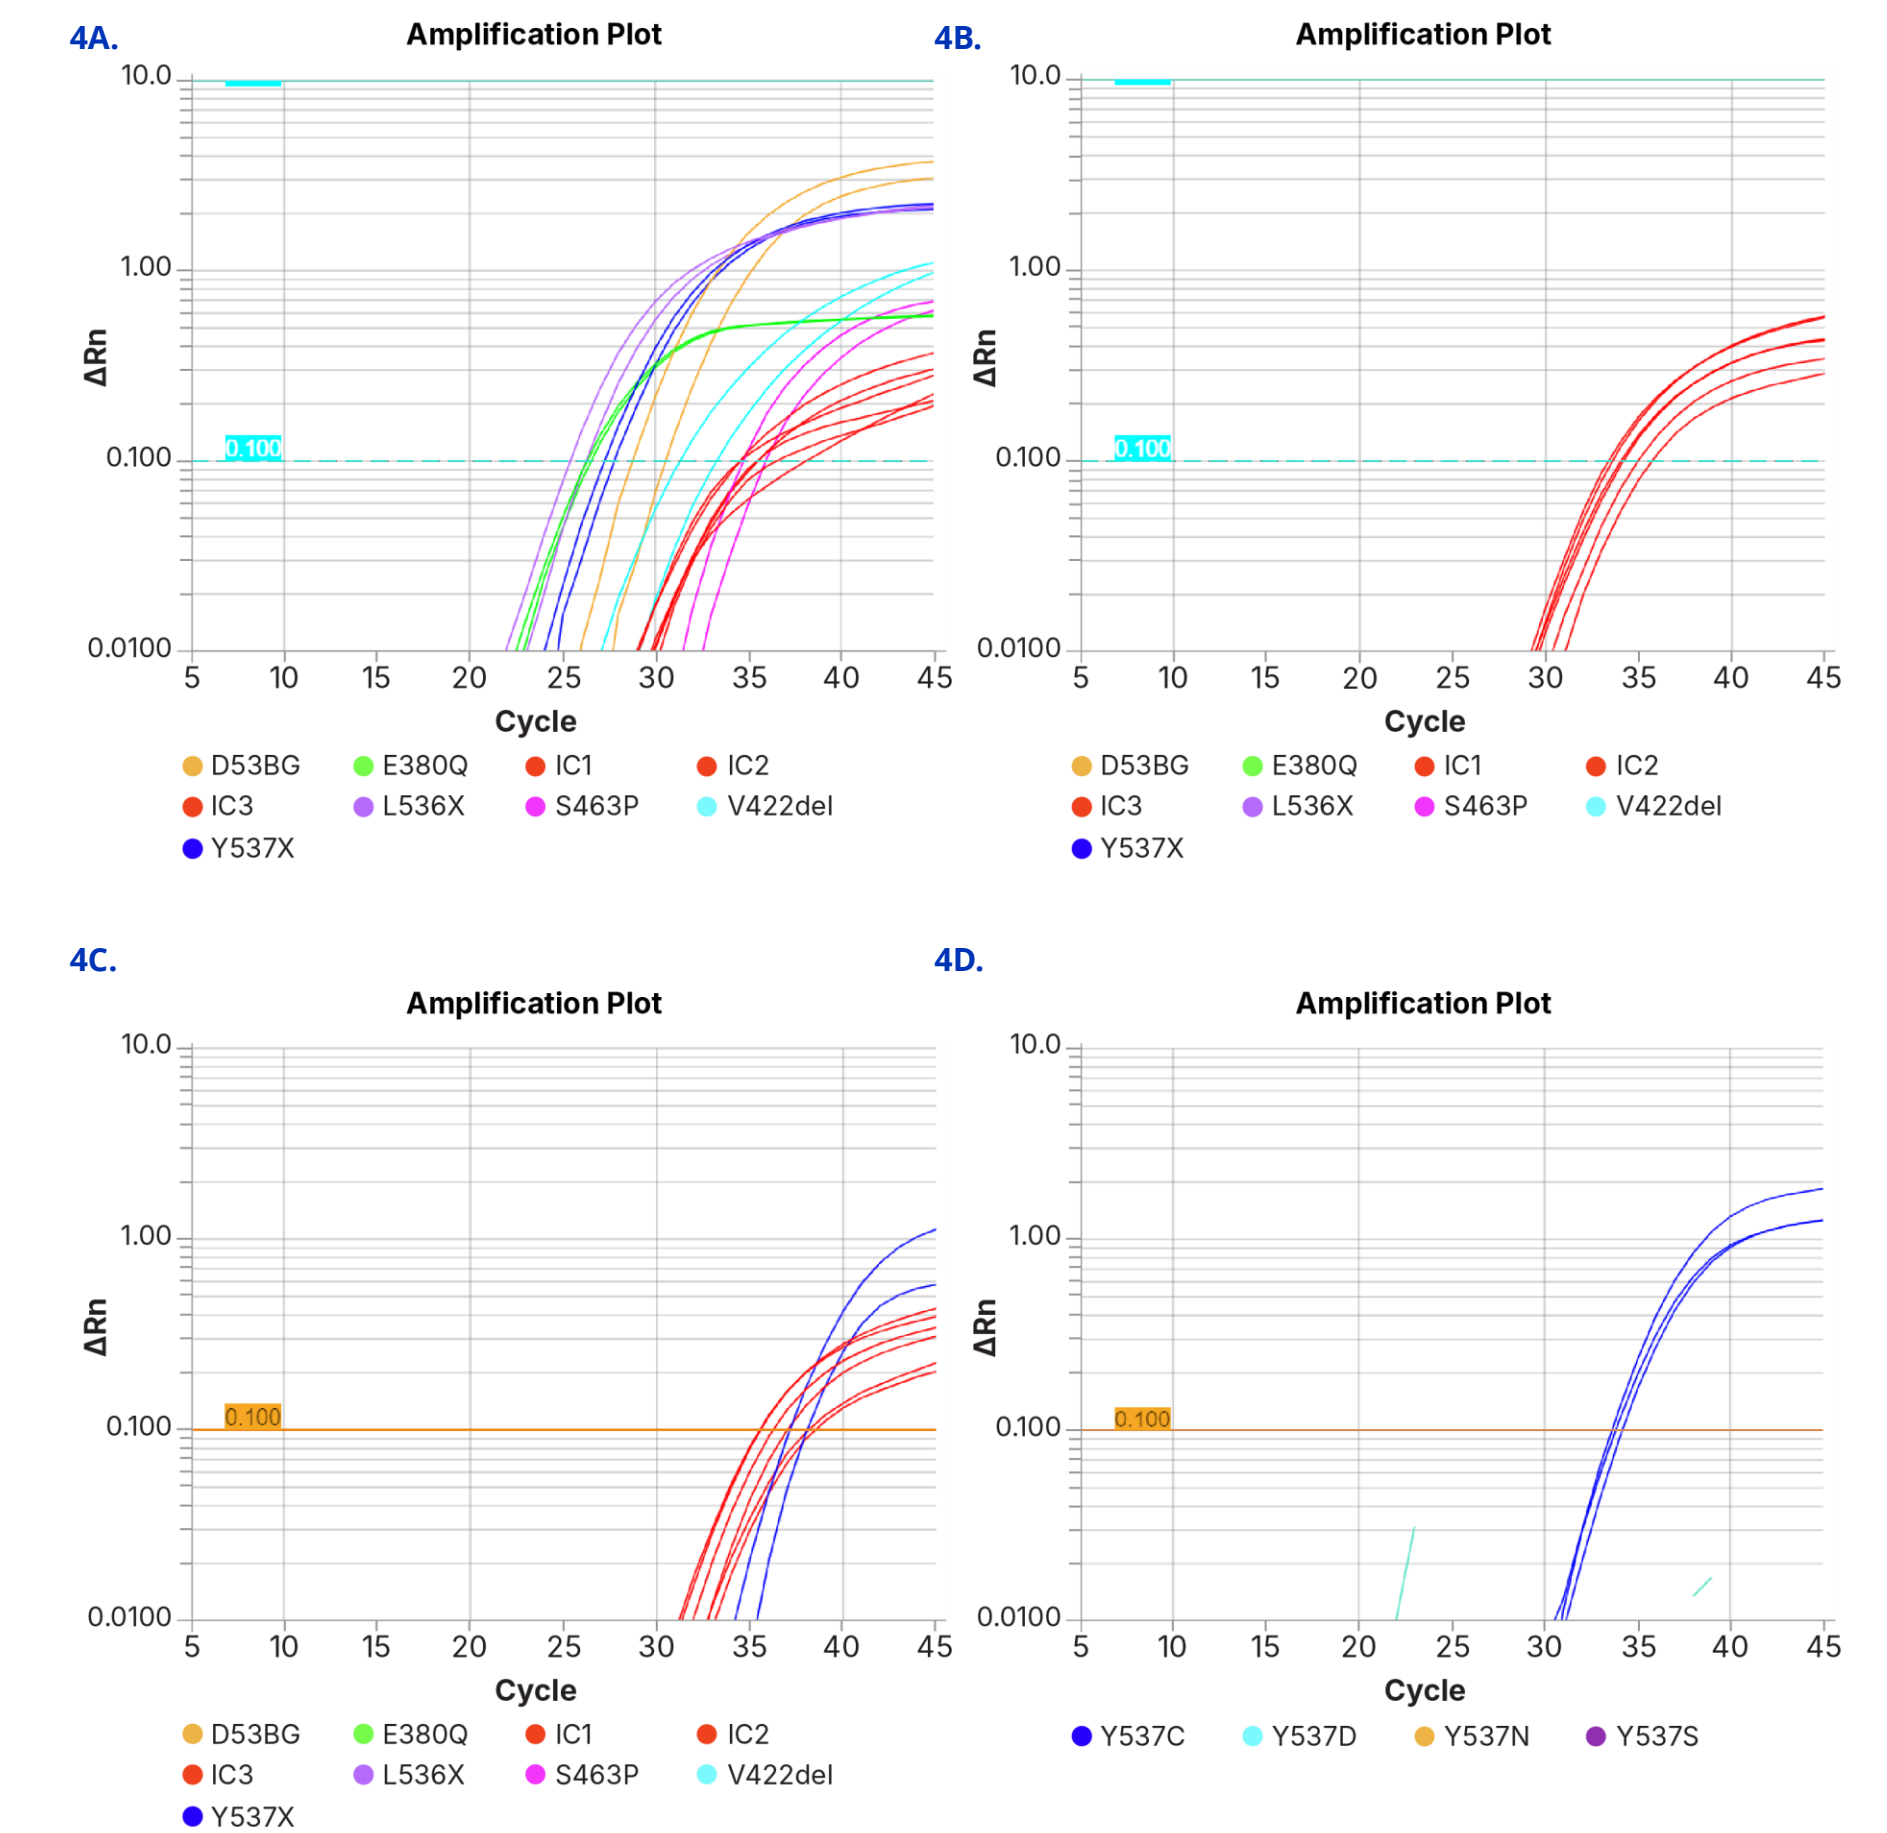 4A.
Amplification Plot
10.0
1.00
0.100
0.0100
0.100
ΔRn
5 10 15 20 25 30 35 40 45
Cycle
D53BG E380Q IC1 IC2
IC3 L536X S463P V422del
Y537X
4B.
Amplification Plot
10.0
1.00
0.100
0.0100
0.100
ΔRn
5 10 15 20 25 30 35 40 45
Cycle
D53BG E380Q IC1 IC2
IC3 L536X S463P V422del
Y537X
4C.
Amplification Plot
10.0
1.00
0.100
0.0100
0.100
ΔRn
5 10 15 20 25 30 35 40 45
Cycle
D53BG E380Q IC1 IC2
IC3 L536X S463P V422del
Y537X
4D.
Amplification Plot
10.0
1.00
0.100
0.0100
0.100
ΔRn
5 10 15 20 25 30 35 40 45
Cycle
Y537C Y537D Y537N Y537S